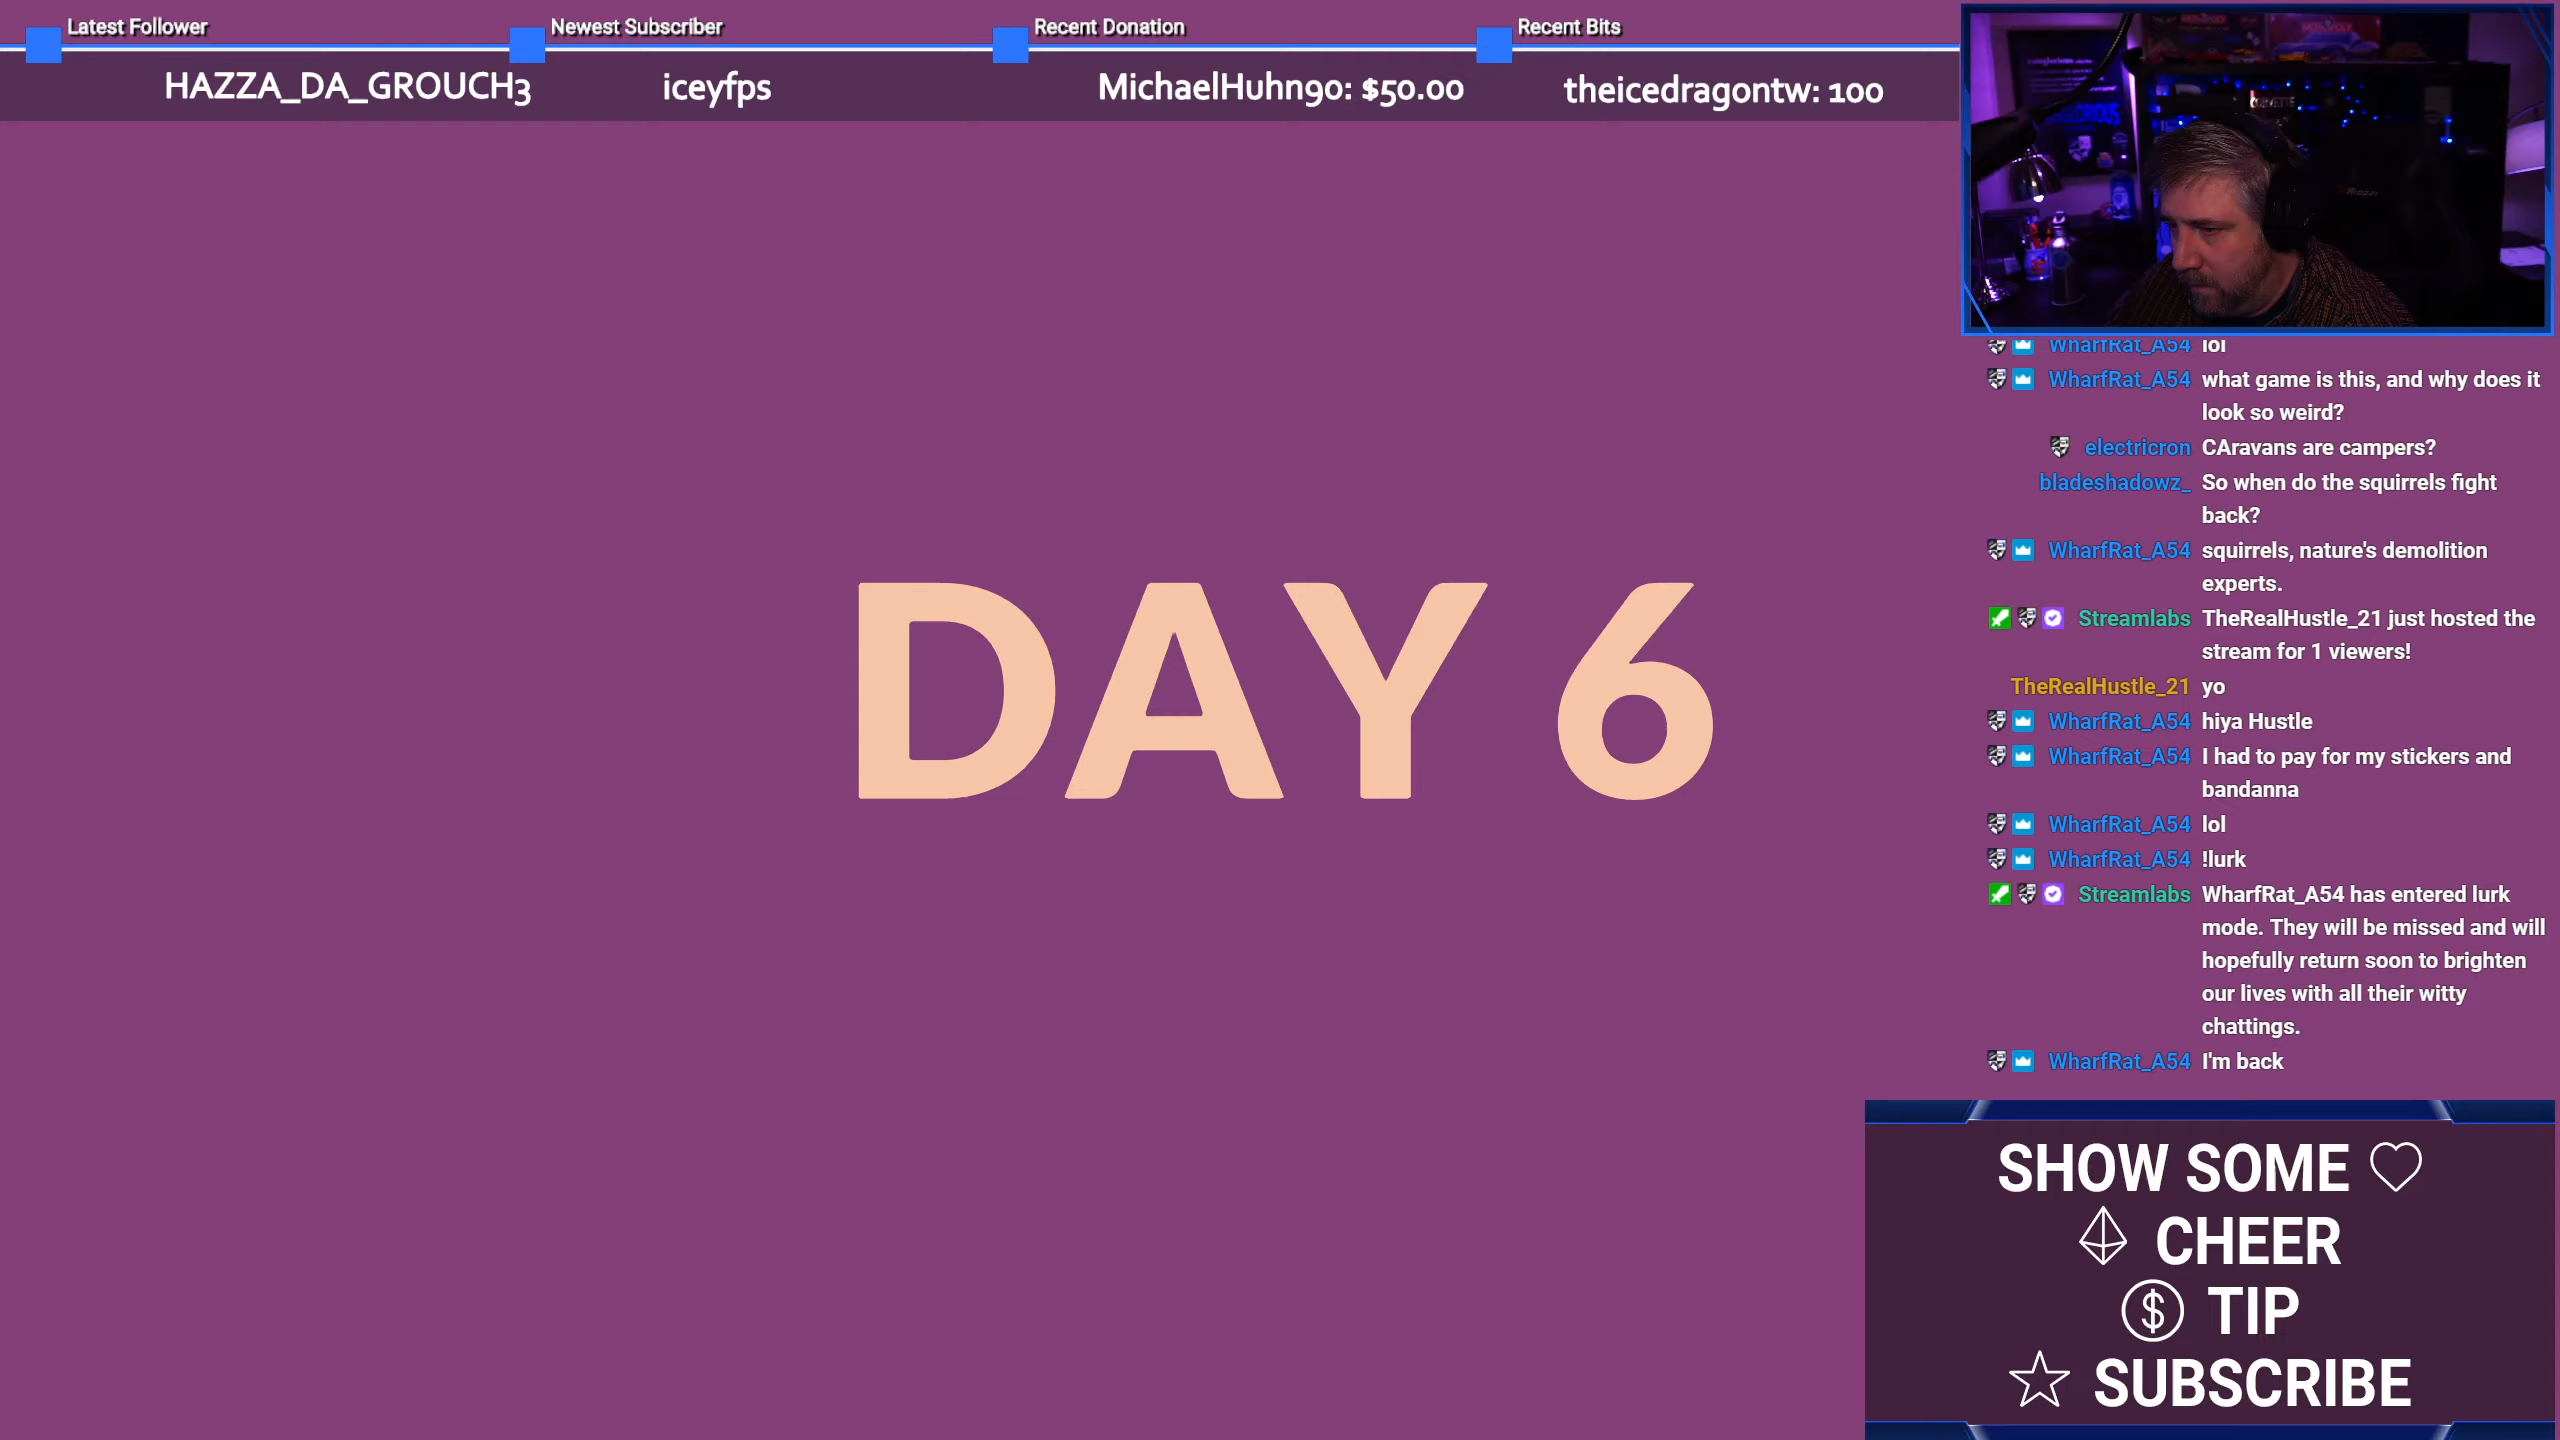 Latest Follower
Newest Subscriber
Recent Donation
Recent Bits
HAZZA_DA_GROUCH3
iceyfps
MichaelHuhn90: $50.00
theicedragontw: 100
WharfRat_A54 lol
WharfRat_A54 what game is this, and why does it
look so weird?
electricron CAravans are campers?
bladeshadowz_ So when do the squirrels fight
back?
WharfRat_A54 squirrels, nature's demolition
experts.
Streamlabs TheRealHustle_21 just hosted the
stream for 1 viewers!
TheRealHustle_21 yo
WharfRat_A54 hiya Hustle
WharfRat_A54 I had to pay for my stickers and
bandanna
WharfRat_A54 lol
WharfRat_A54 !lurk
Streamlabs WharfRat_A54 has entered lurk
mode. They will be missed and will
hopefully return soon to brighten
our lives with all their witty
chattings.
WharfRat_A54 I'm back
DAY 6
SHOW SOME
CHEER
$ TIP
SUBSCRIBE